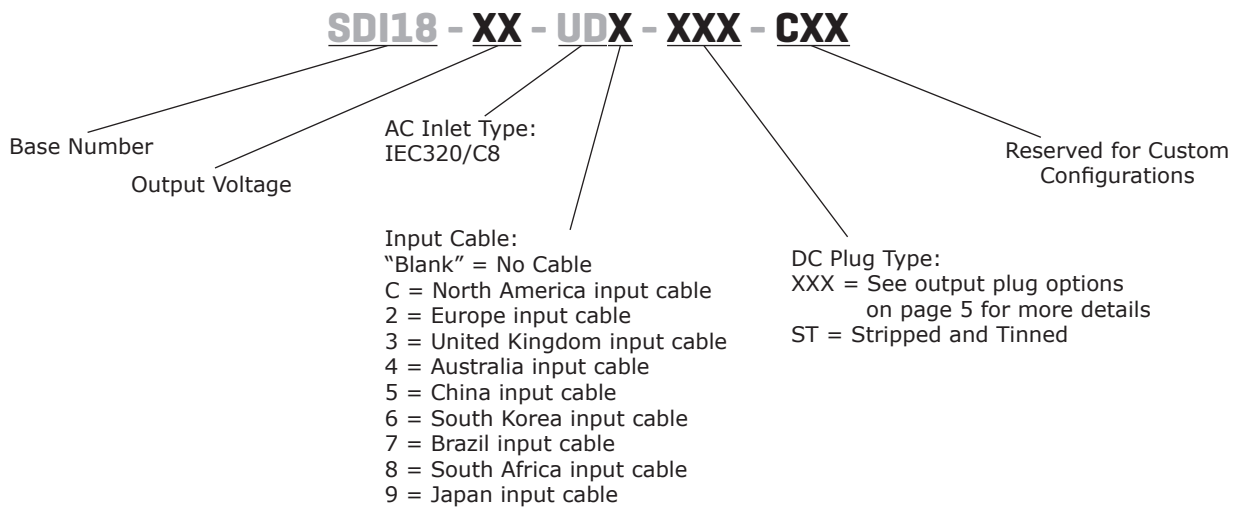 SDI18 - XX - UDX - XXX - CXX
Base Number
Output Voltage
AC Inlet Type:
IEC320/C8
Input Cable:
“Blank” = No Cable
C = North America input cable
2 = Europe input cable
3 = United Kingdom input cable
4 = Australia input cable
5 = China input cable
6 = South Korea input cable
7 = Brazil input cable
8 = South Africa input cable
9 = Japan input cable
DC Plug Type:
XXX = See output plug options
on page 5 for more details
ST = Stripped and Tinned
Reserved for Custom
Configurations